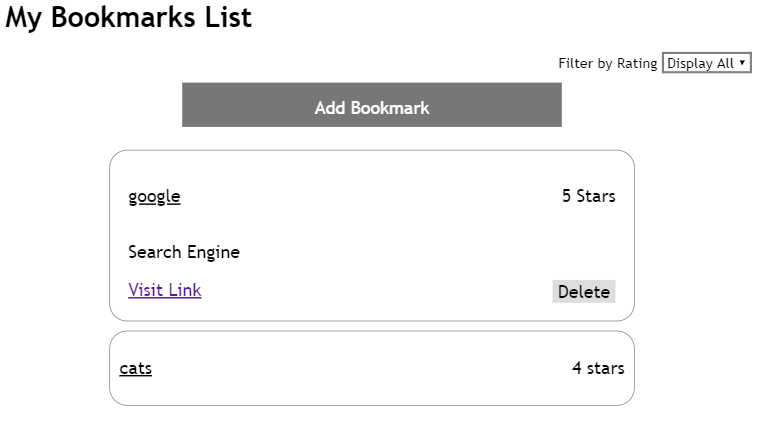 My Bookmarks List
Filter by Rating Display All
Add Bookmark
google 5 Stars
Search Engine
Visit Link Delete
cats 4 stars